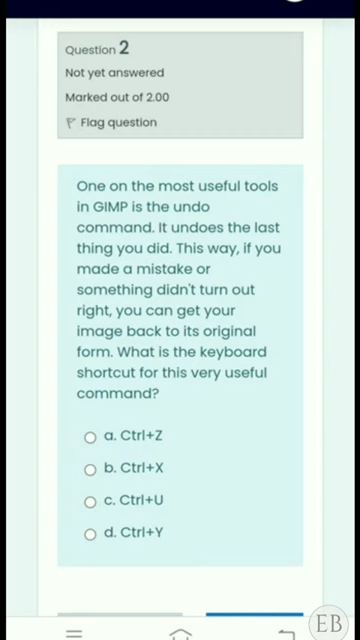 Question 2
Not yet answered
Marked out of 2.00
Flag question
One on the most useful tools
in GIMP is the undo
command. It undoes the last
thing you did. This way, if you
made a mistake or
something didn't turn out
right, you can get your
image back to its original
form. What is the keyboard
shortcut for this very useful
command?
a. Ctrl+Z
b. Ctrl+X
c. Ctrl+U
d. Ctrl+Y
EB